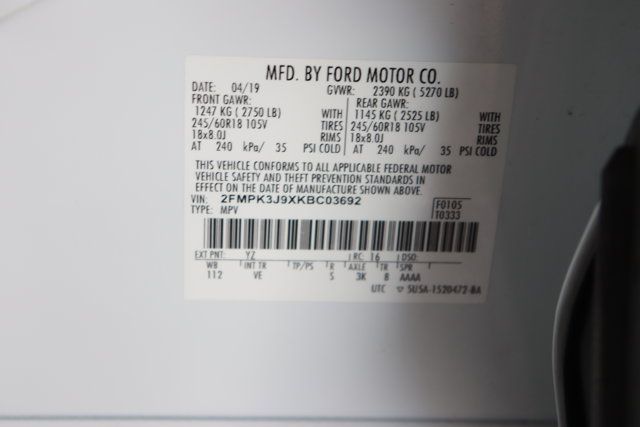 MFD. BY FORD MOTOR CO.
DATE: 04/19 GVWR: 2390 KG ( 5270 LB)
FRONT GAWR: REAR GAWR:
1247 KG ( 2750 LB) WITH 1145 KG ( 2525 LB) WITH
245/60R18 105V TIRES 245/60R18 105V TIRES
18x8.0J RIMS 18x8.0J RIMS
AT 240 kPa/ 35 PSI COLD AT 240 kPa/ 35 PSI COLD
THIS VEHICLE CONFORMS TO ALL APPLICABLE FEDERAL MOTOR
VEHICLE SAFETY AND THEFT PREVENTION STANDARDS IN
EFFECT ON THE DATE OF MANUFACTURE SHOWN ABOVE.
VIN: 2FMPK3J9XKBC03692 F0105
TYPE: MPV T0333
EXT PNT: YZ RC: 16 DSO:
WB INT TR TP/PS R AXLE TR SPR
112 VE S 3K 8 AAAA
UTC ▽ 5U5A-1520472-BA